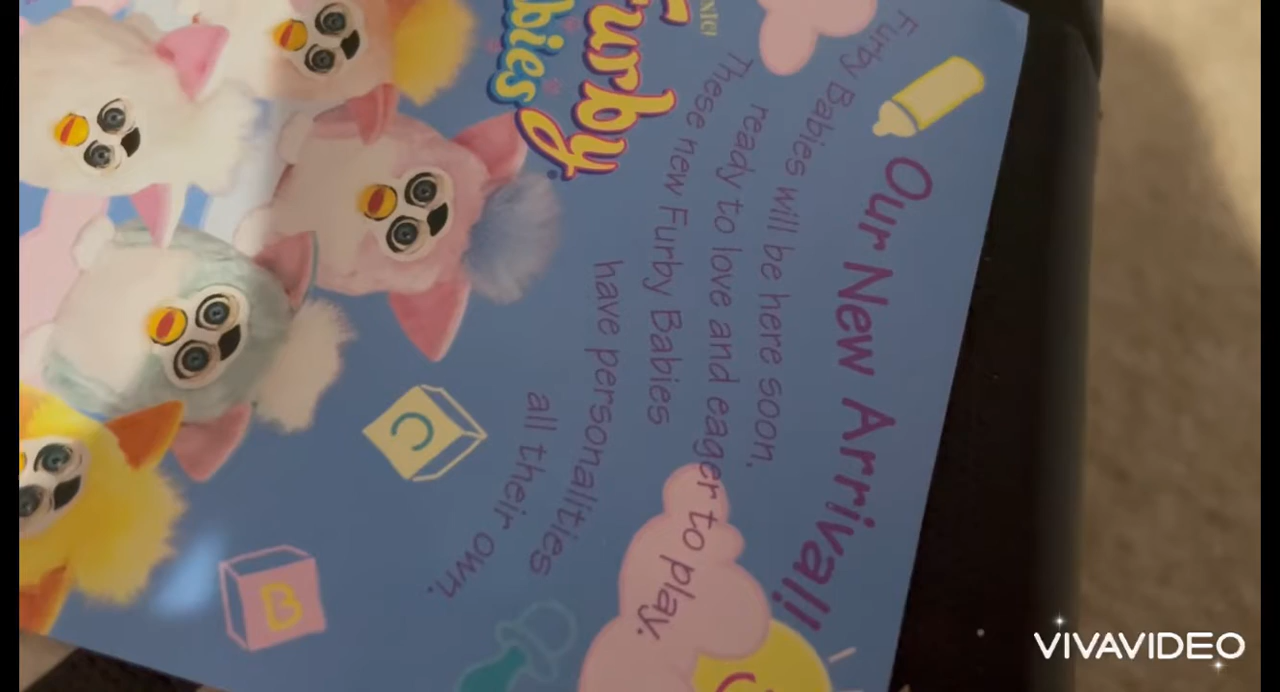 Our New Arrival!!
Furby Babies will be here soon,
ready to love and eager to play.
These new Furby Babies
have personalities
all their own.
Furby
bies
C
B
VIVAVIDEO